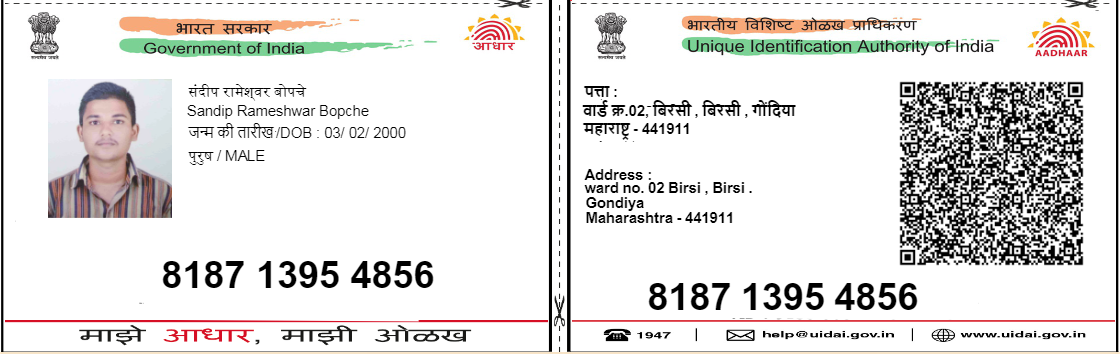 भारत सरकार
Government of India
आधार
सत्यमेव जयते
संदीप रामेश्वर बोपचे
Sandip Rameshwar Bopche
जन्म की तारीख/DOB : 03/ 02/ 2000
पुरुष / MALE
8187 1395 4856
माझे आधार, माझी ओळख
भारतीय विशिष्ट ओळख प्राधिकरण
Unique Identification Authority of India
AADHAAR
सत्यमेव जयते
पत्ता :
वार्ड क्र.02, बिरसी , बिरसी , गोंदिया
महाराष्ट्र - 441911
Address :
ward no. 02 Birsi , Birsi .
Gondiya
Maharashtra - 441911
8187 1395 4856
1947 | help@uidai.gov.in | www.uidai.gov.in